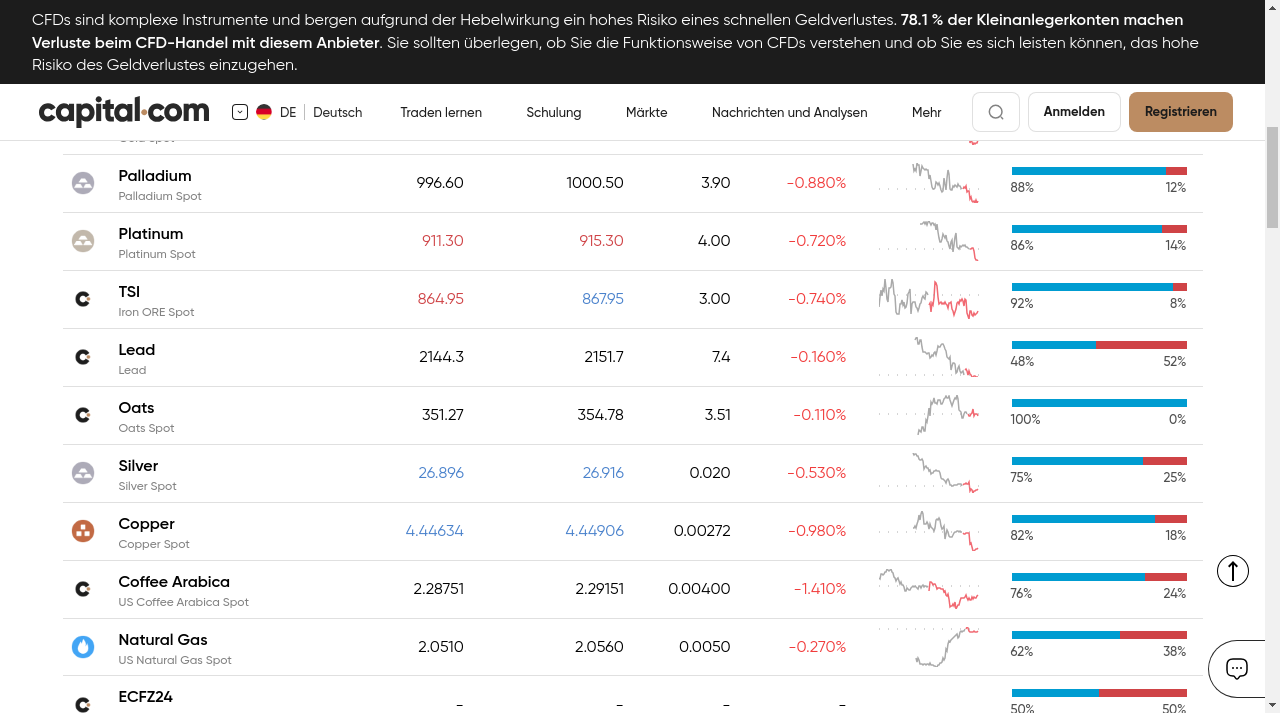 CFDs sind komplexe Instrumente und bergen aufgrund der Hebelwirkung ein hohes Risiko eines schnellen Geldverlustes. 78.1 % der Kleinanlegerkonten machen
Verluste beim CFD-Handel mit diesem Anbieter. Sie sollten überlegen, ob Sie die Funktionsweise von CFDs verstehen und ob Sie es sich leisten können, das hohe
Risiko des Geldverlustes einzugehen.
capital.com DE Deutsch Traden lernen Schulung Märkte Nachrichten und Analysen Mehr Anmelden Registrieren
Palladium 996.60 1000.50 3.90 -0.880%
Palladium Spot 88% 12%
Platinum 911.30 915.30 4.00 -0.720%
Platinum Spot 86% 14%
TSI 864.95 867.95 3.00 -0.740%
Iron ORE Spot 92% 8%
Lead 2144.3 2151.7 7.4 -0.160%
Lead 48% 52%
Oats 351.27 354.78 3.51 -0.110%
Oats Spot 100% 0%
Silver 26.896 26.916 0.020 -0.530%
Silver Spot 75% 25%
Copper 4.44634 4.44906 0.00272 -0.980%
Copper Spot 82% 18%
Coffee Arabica 2.28751 2.29151 0.00400 -1.410%
US Coffee Arabica Spot 76% 24%
Natural Gas 2.0510 2.0560 0.0050 -0.270%
US Natural Gas Spot 62% 38%
ECFZ24 - - - -
50% 50%